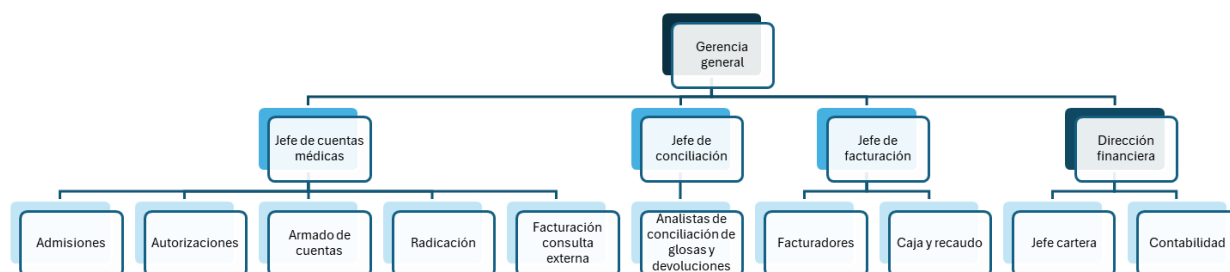 Gerencia
general
Jefe de cuentas
médicas
Jefe de
conciliación
Jefe de
facturación
Dirección
financiera
Admisiones
Autorizaciones
Armado de
cuentas
Radicación
Facturación
consulta
externa
Analistas de
conciliación de
glosas y
devoluciones
Facturadores
Caja y recaudo
Jefe cartera
Contabilidad